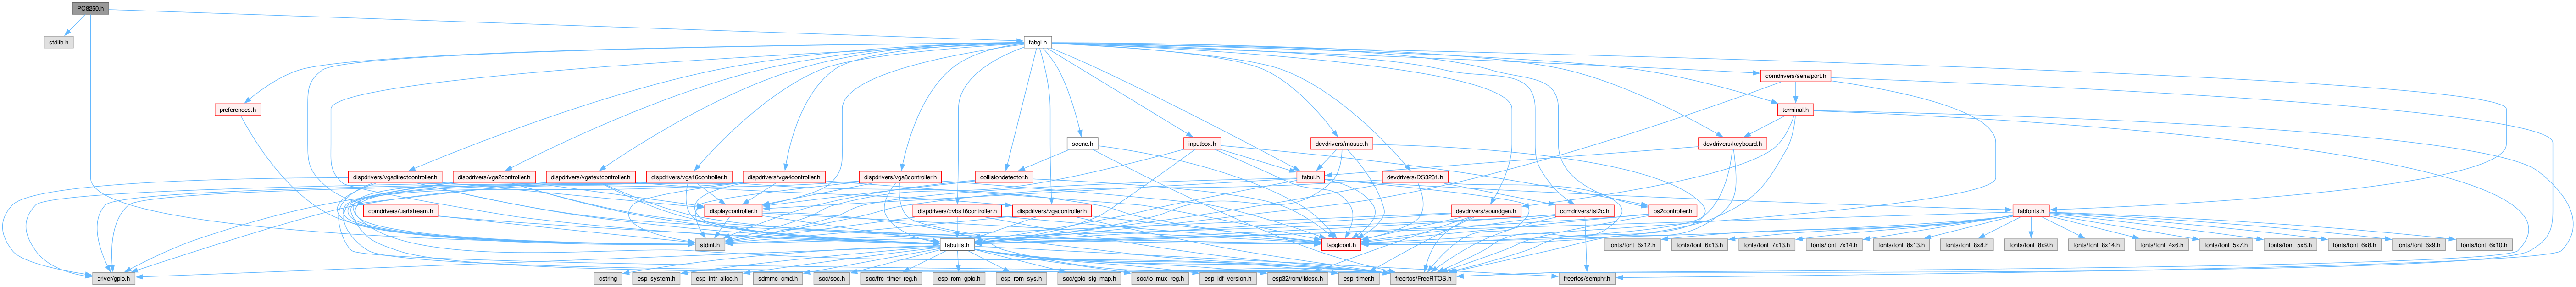 PC8250.h
stdlib.h
fabgl.h
comdrivers/serialport.h
preferences.h
terminal.h
scene.h
inputbox.h
devdrivers/mouse.h
devdrivers/keyboard.h
dispdrivers/vgadirectcontroller.h
dispdrivers/vga2controller.h
dispdrivers/vgatextcontroller.h
dispdrivers/vga16controller.h
dispdrivers/vga4controller.h
dispdrivers/vga8controller.h
collisiondetector.h
fabui.h
devdrivers/DS3231.h
comdrivers/uartstream.h
displaycontroller.h
dispdrivers/cvbs16controller.h
dispdrivers/vgacontroller.h
devdrivers/soundgen.h
comdrivers/tsi2c.h
ps2controller.h
fabfonts.h
stdint.h
fabutils.h
fabglconf.h
fonts/font_6x12.h
fonts/font_6x13.h
fonts/font_7x13.h
fonts/font_7x14.h
fonts/font_8x13.h
fonts/font_8x8.h
fonts/font_8x9.h
fonts/font_8x14.h
fonts/font_4x6.h
fonts/font_5x7.h
fonts/font_5x8.h
fonts/font_6x8.h
fonts/font_6x9.h
fonts/font_6x10.h
driver/gpio.h
cstring
esp_system.h
esp_intr_alloc.h
sdmmc_cmd.h
soc/soc.h
soc/frc_timer_reg.h
esp_rom_gpio.h
esp_rom_sys.h
soc/gpio_sig_map.h
soc/io_mux_reg.h
esp_idf_version.h
esp32/rom/lldesc.h
esp_timer.h
freertos/FreeRTOS.h
freertos/semphr.h